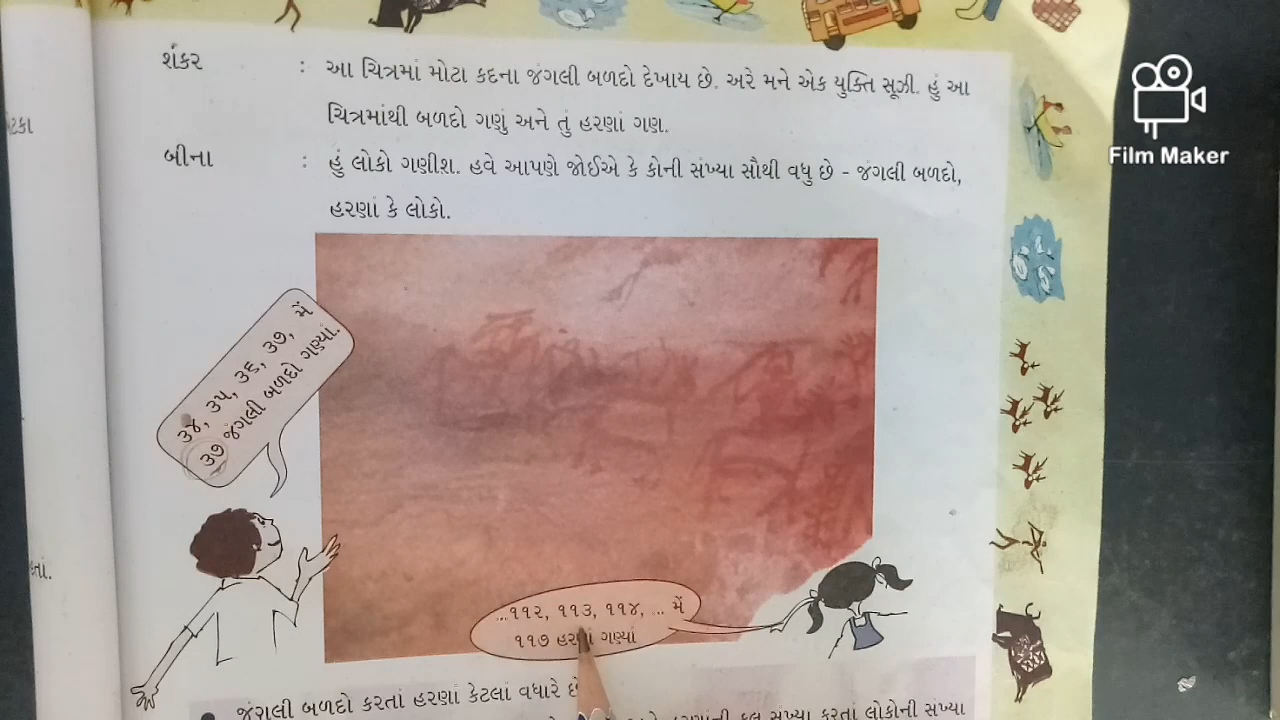 શંકર : આ ચિત્રમાં મોટા કદના જંગલી બળદો દેખાય છે. અરે મને એક યુક્તિ સૂઝી. હું આ
ચિત્રમાંથી બળદો ગણું અને તું હરણાં ગણ.
બીના : હું લોકો ગણીશ. હવે આપણે જોઈએ કે કોની સંખ્યા સૌથી વધુ છે - જંગલી બળદો,
હરણાં કે લોકો.
૩૪, ૩૫, ૩૬, ૩૭, મેં
૩૭ જંગલી બળદો ગણ્યાં.
...૧૧૨, ૧૧૩, ૧૧૪, ... મેં
૧૧૭ હરણાં ગણ્યાં
જંગલી બળદો કરતાં હરણાં કેટલાં વધારે
કુલ સંખ્યા કરતાં લોકોની સંખ્યા
Film Maker